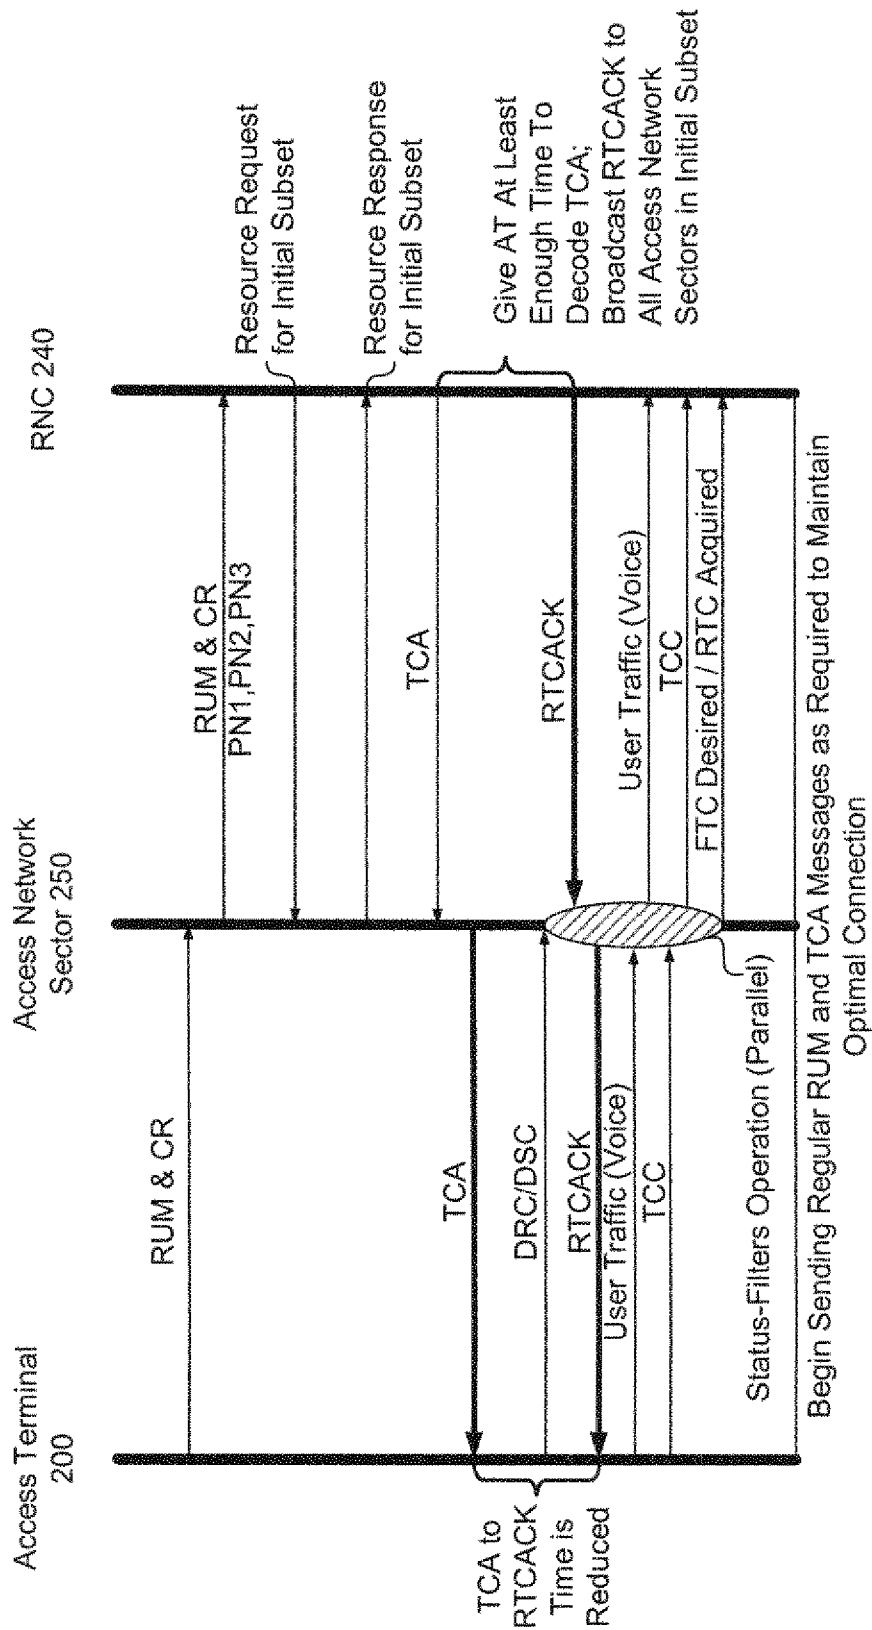 Access Terminal
200
Access Network
Sector 250
RNC 240
RUM & CR
RUM & CR
PN1,PN2,PN3
Resource Request
for Initial Subset
Resource Response
for Initial Subset
TCA
TCA
Give AT At Least
Enough Time To
Decode TCA;
Broadcast RTCACK to
All Access Network
Sectors in Initial Subset
TCA to
RTCACK
Time is
Reduced
DRC/DSC
RTCACK
RTCACK
User Traffic (Voice)
User Traffic (Voice)
TCC
TCC
FTC Desired / RTC Acquired
Status-Filters Operation (Parallel)
Begin Sending Regular RUM and TCA Messages as Required to Maintain
Optimal Connection